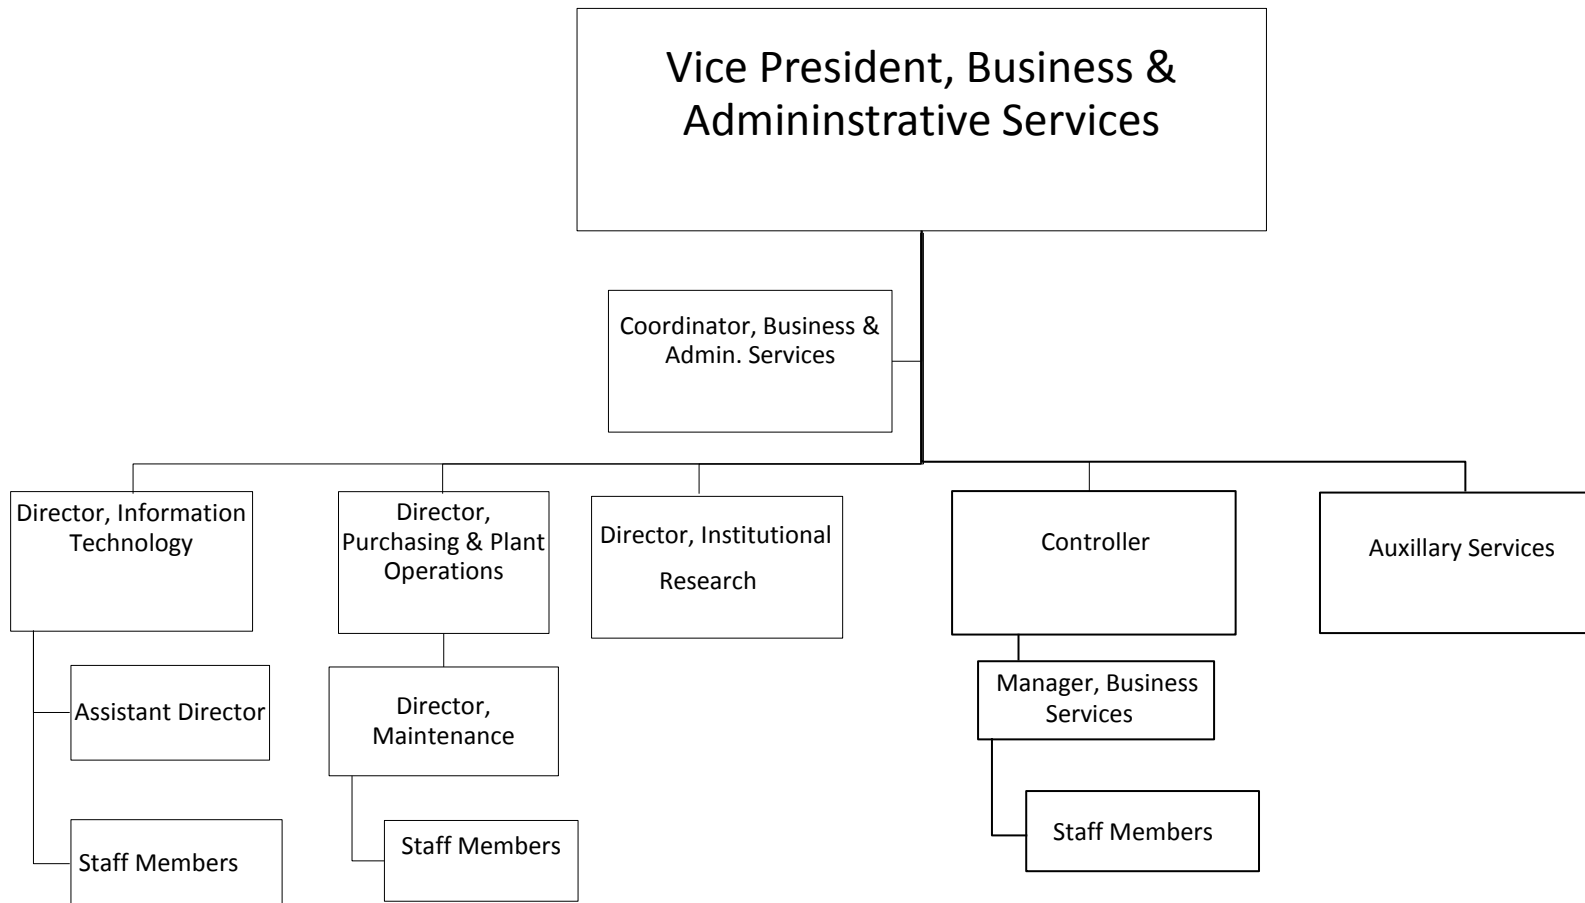 Vice President, Business &
Admininstrative Services
Coordinator, Business &
Admin. Services
Director, Information
Technology
Director,
Purchasing & Plant
Operations
Director, Institutional
Research
Controller
Auxillary Services
Assistant Director
Director,
Maintenance
Manager, Business
Services
Staff Members
Staff Members
Staff Members